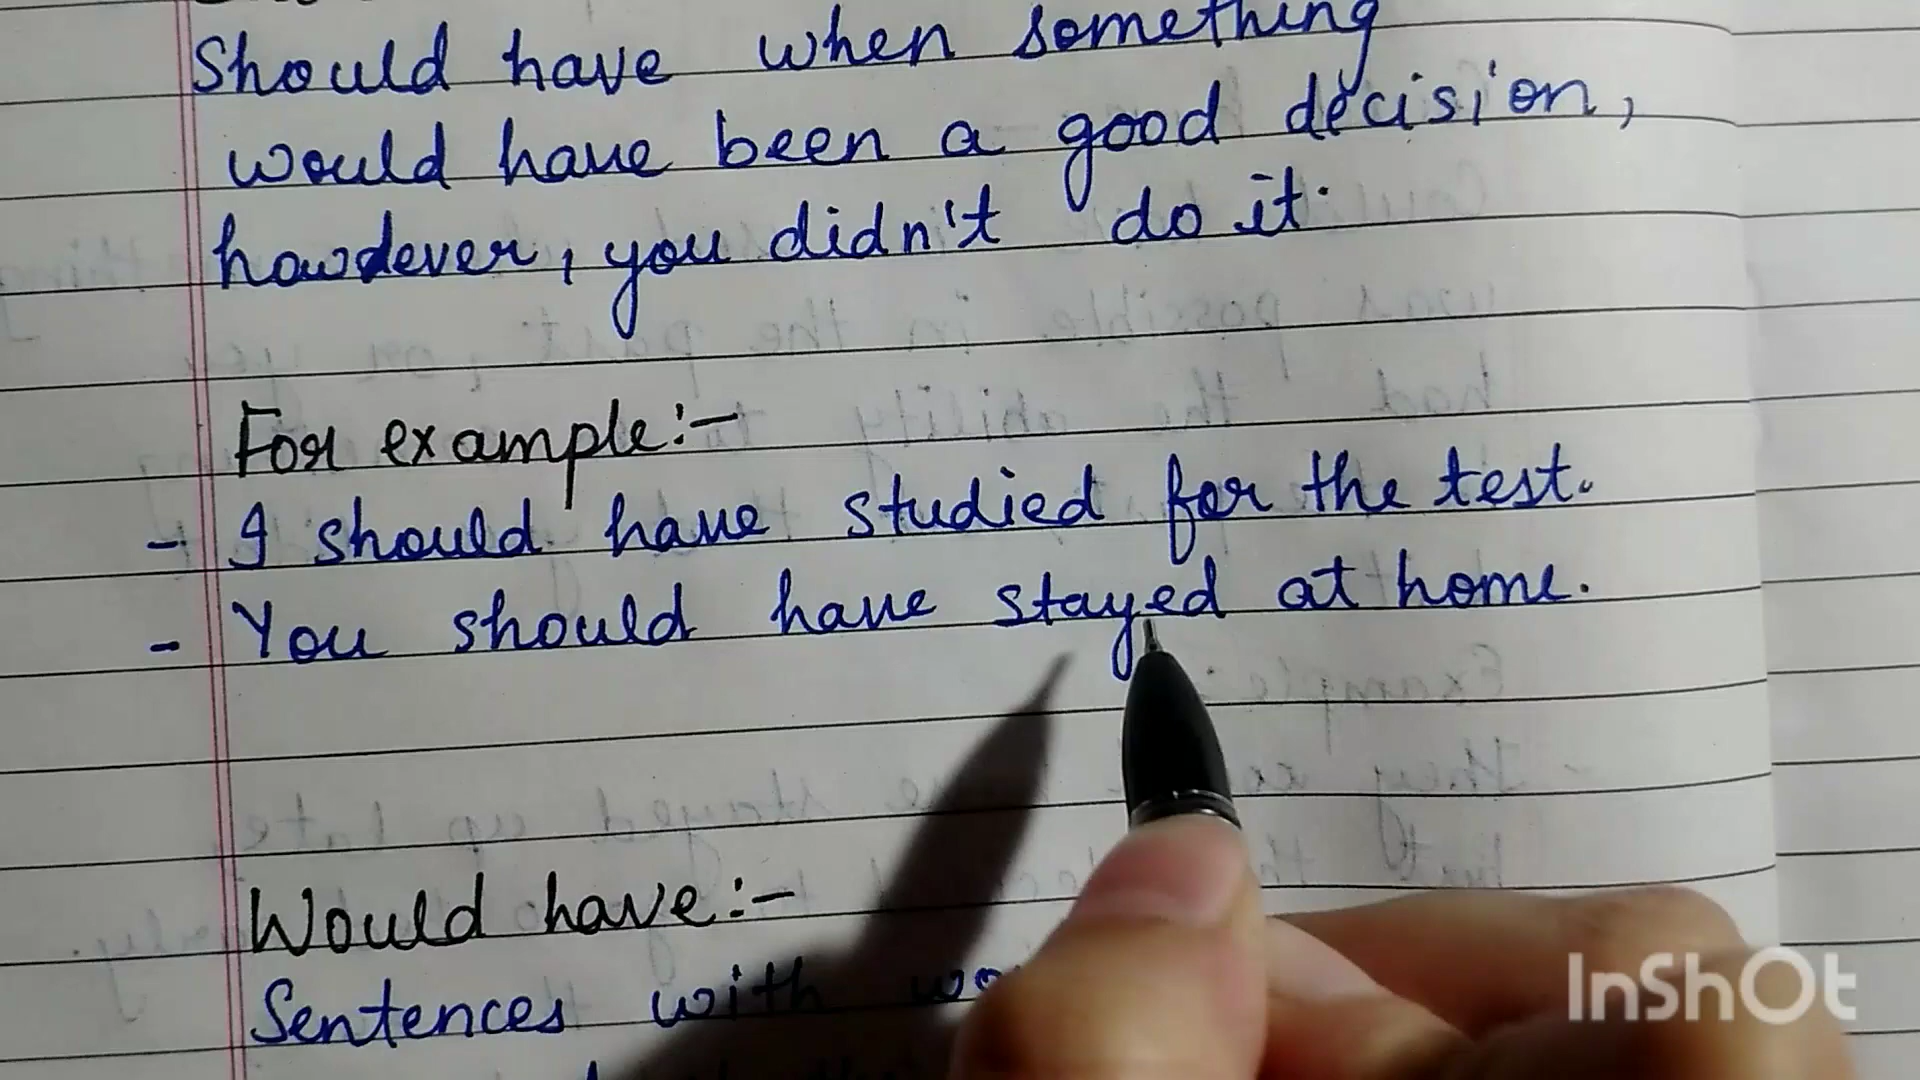 Should have when something
would have been a good decision,
howdever, you didn't do it.
For example:-
- I should have studied for the test.
- You should have stayed at home.
Would have:-
Sentences with
InShOt